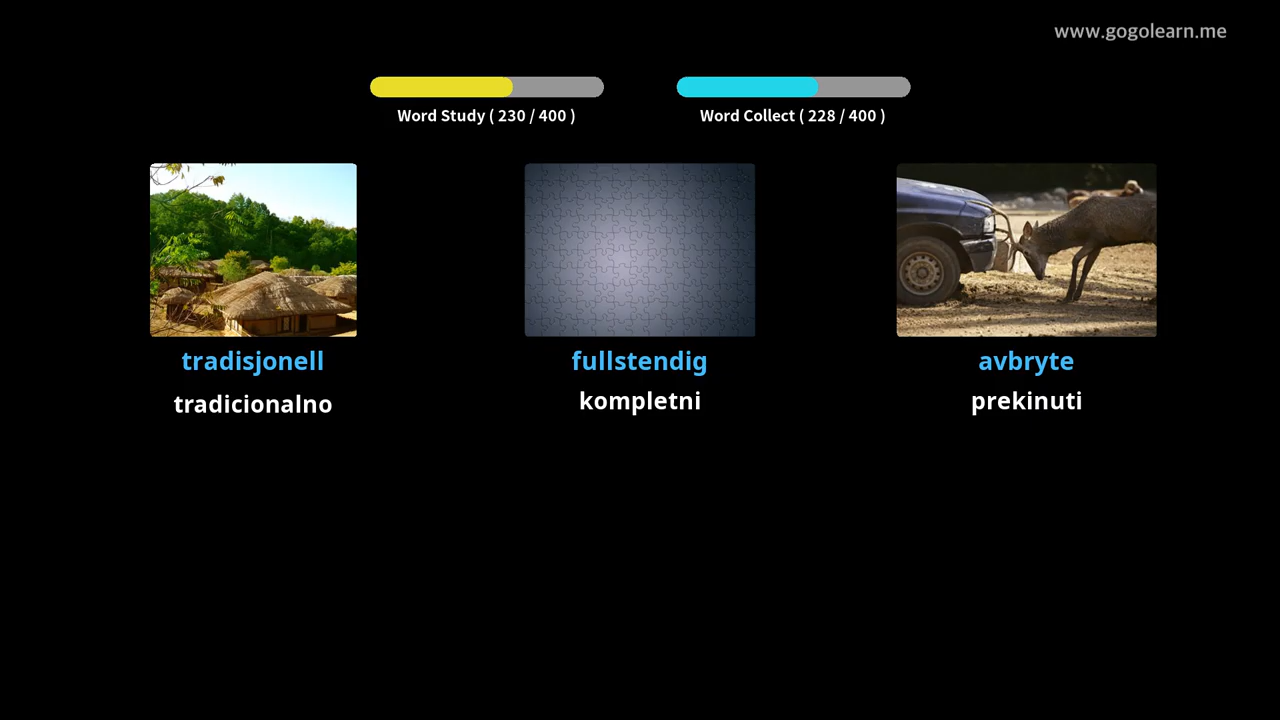 www.gogolearn.me
Word Study ( 230 / 400 )
Word Collect ( 228 / 400 )
tradisjonell
fullstendig
avbryte
tradicionalno
kompletni
prekinuti